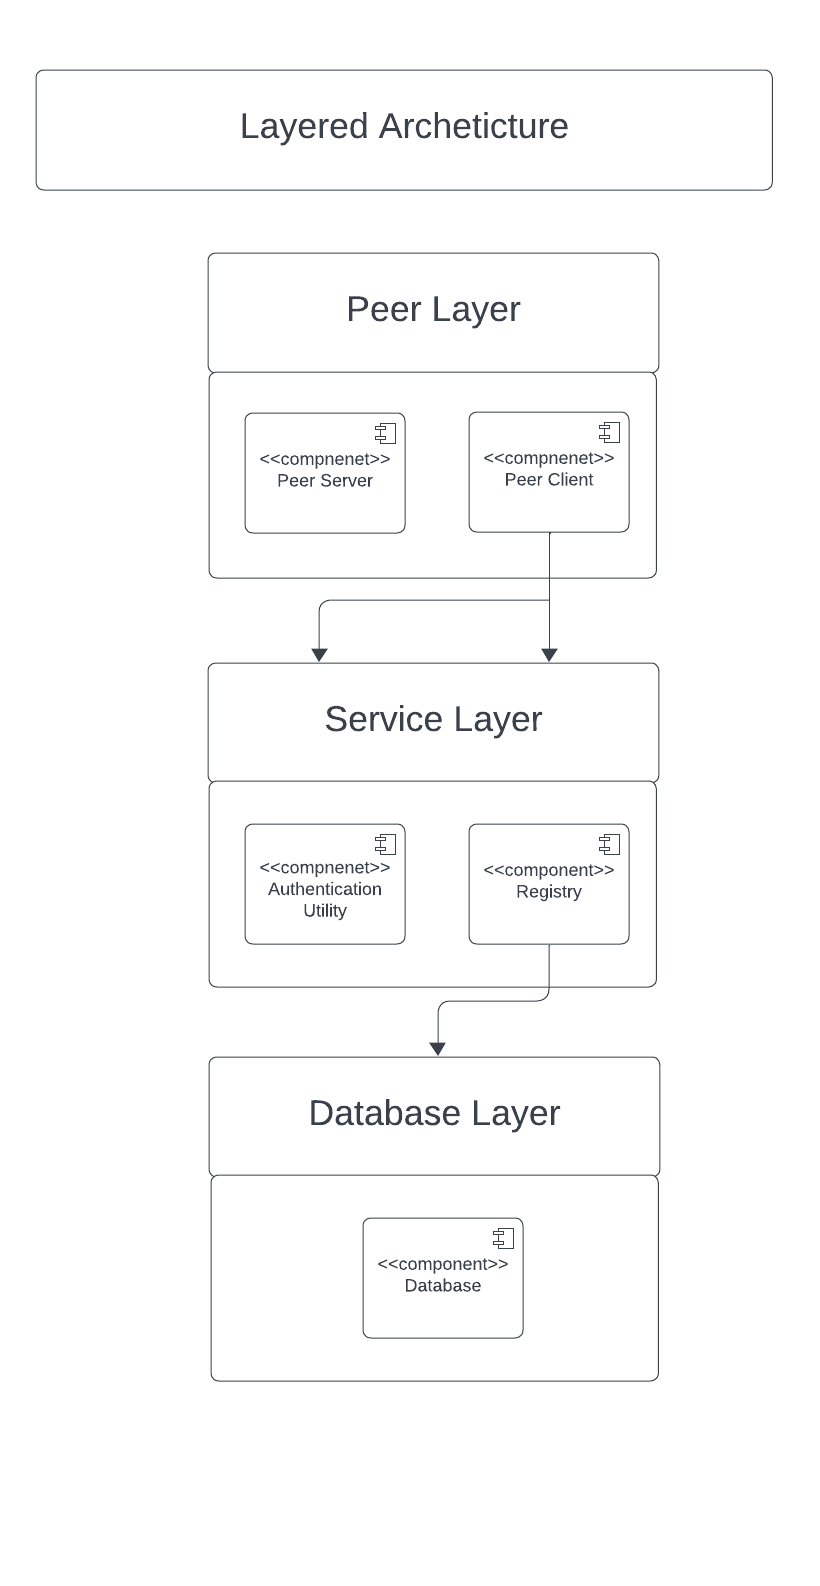 Layered Archeticture
Peer Layer
<<compnenet>>
Peer Server
<<compnenet>>
Peer Client
Service Layer
<<compnenet>>
Authentication
Utility
<<component>>
Registry
Database Layer
<<component>>
Database